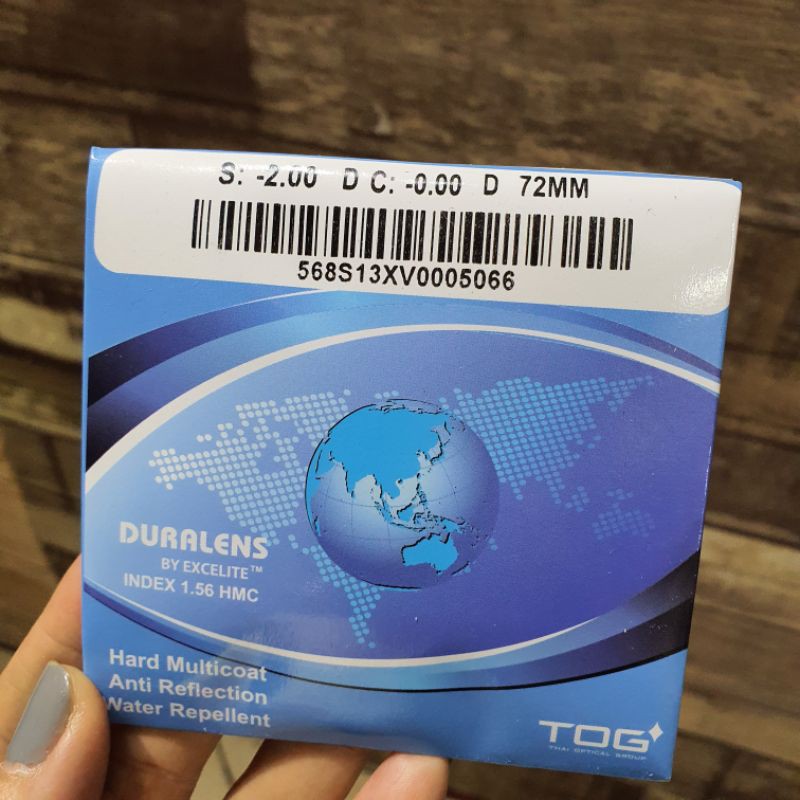 S: -2.00 D C: -0.00 D 72MM
568S13XV0005066
DURALENS
BY EXCELITE™
INDEX 1.56 HMC
Hard Multicoat
Anti Reflection
Water Repellent
TOG
THAI OPTICAL GROUP